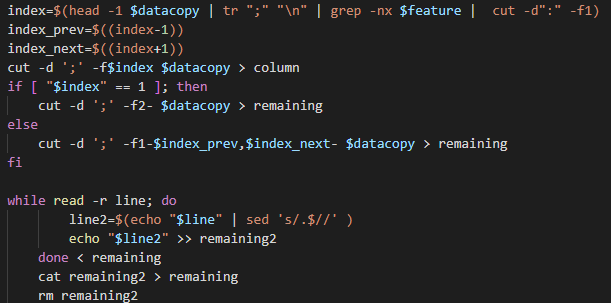 index=$(head -1 $datacopy | tr ";" "\n" | grep -nx $feature |  cut -d":" -f1)
index_prev=$((index-1))
index_next=$((index+1))
cut -d ';' -f$index $datacopy > column
if [ "$index" == 1 ]; then
    cut -d ';' -f2- $datacopy > remaining
else
    cut -d ';' -f1-$index_prev,$index_next- $datacopy > remaining
fi

while read -r line; do
        line2=$(echo "$line" | sed 's/.$//' )
        echo "$line2" >> remaining2
    done < remaining
    cat remaining2 > remaining
    rm remaining2